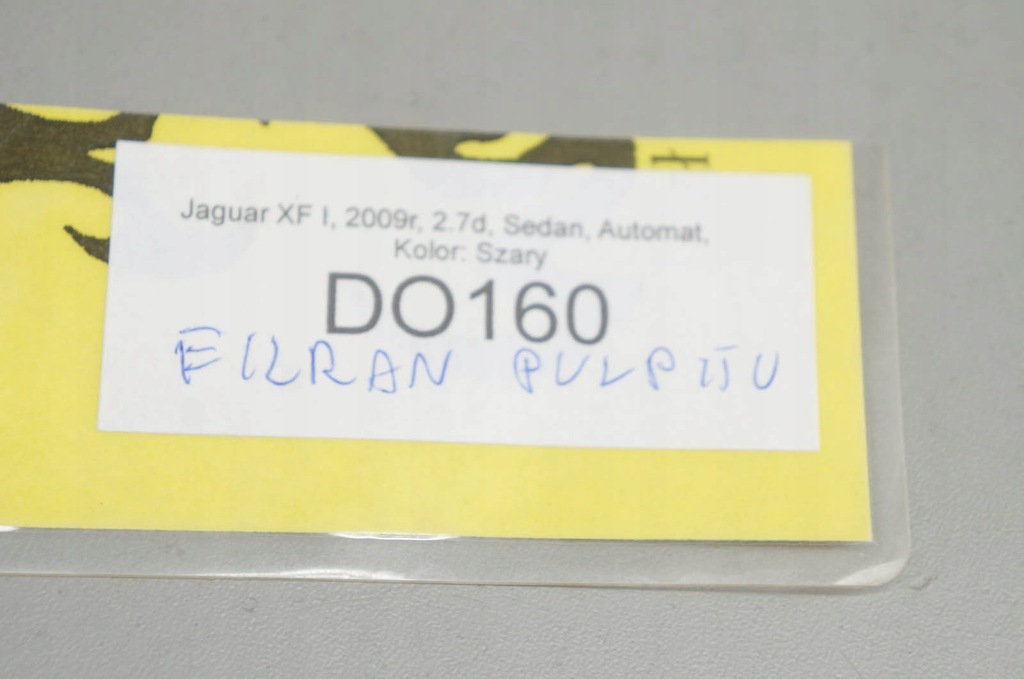 Jaguar XF I, 2009r, 2.7d, Sedan, Automat,
Kolor: Szary
DO160
EKRAN PULPITU